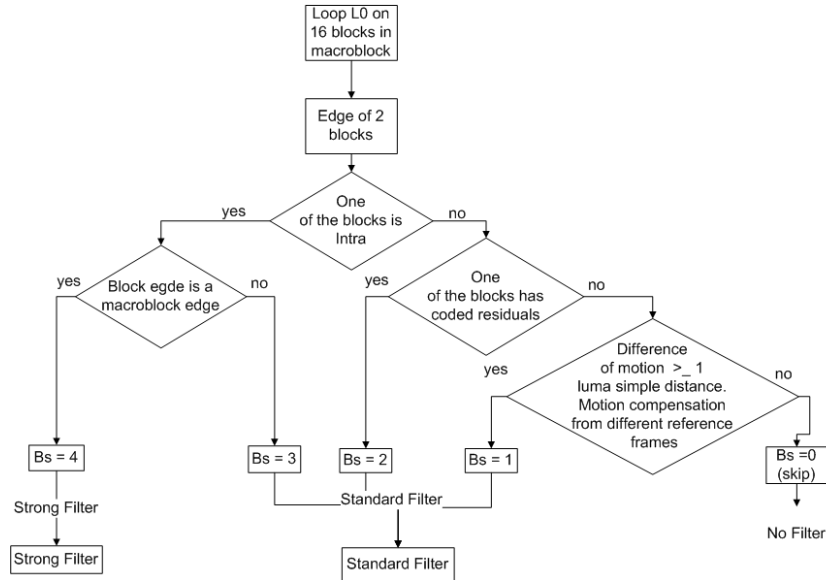 Loop L0 on
16 blocks in
macroblock
Edge of 2
blocks
One
of the blocks is
Intra
yes
no
Block egde is a
macroblock edge
yes
no
One
of the blocks has
coded residuals
yes
no
Difference
of motion >_ 1
luma simple distance.
Motion compensation
from different reference
frames
yes
no
Bs = 4
Bs = 3
Bs = 2
Bs = 1
Bs =0
(skip)
Strong Filter
Standard Filter
No Filter
Strong Filter
Standard Filter